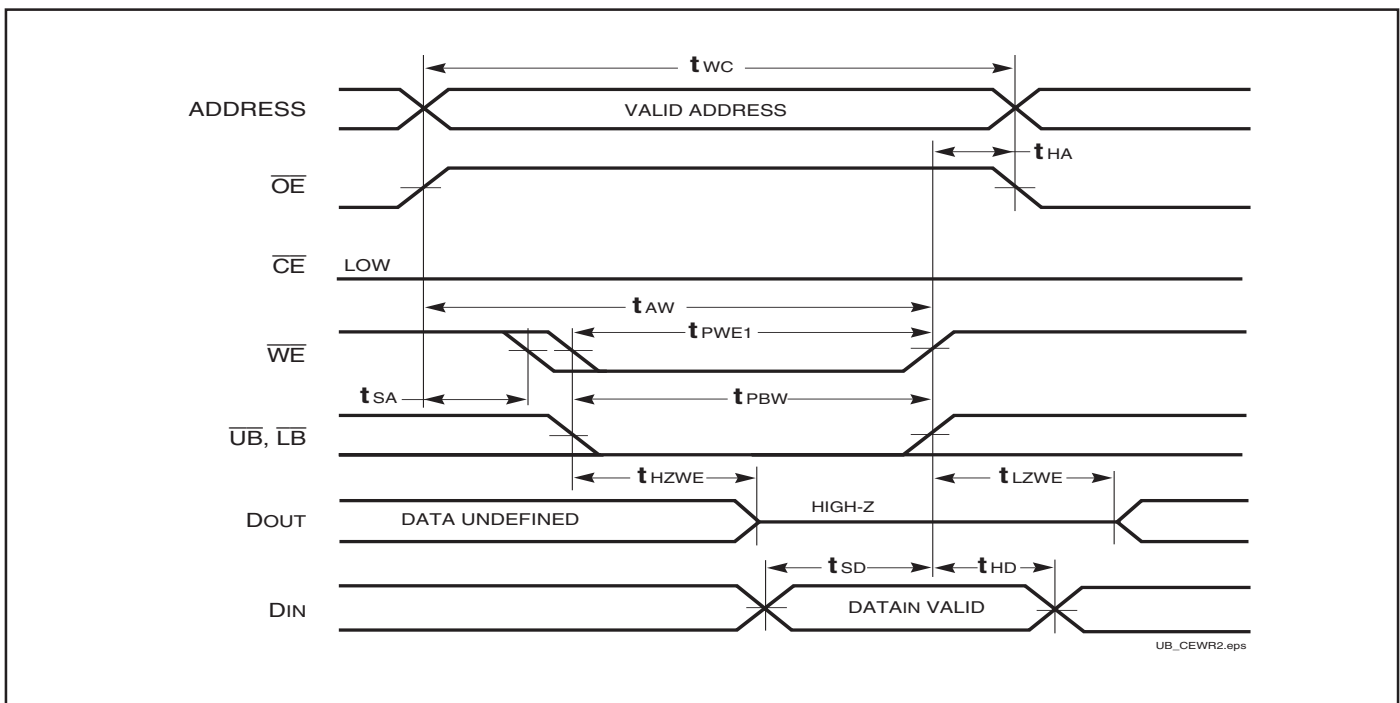 tWC
ADDRESS
VALID ADDRESS
tHA
OE
CE
LOW
tAW
tPWE1
WE
tSA
tPBW
UB, LB
tHZWE
tLZWE
HIGH-Z
DOUT
DATA UNDEFINED
tSD
tHD
DIN
DATAIN VALID
UB_CEWR2.eps